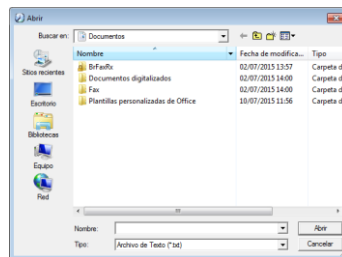 Abrir
Buscar en: Documentos
Nombre Fecha de modifica... Tipo
BrFaxRx 02/07/2015 13:57 Carpeta d
Documentos digitalizados 02/07/2015 14:00 Carpeta d
Fax 02/07/2015 14:00 Carpeta d
Plantillas personalizadas de Office 10/07/2015 11:56 Carpeta d
Sitios recientes
Escritorio
Bibliotecas
Equipo
Red
Nombre: Abrir
Tipo: Archivo de Texto (*.txt) Cancelar